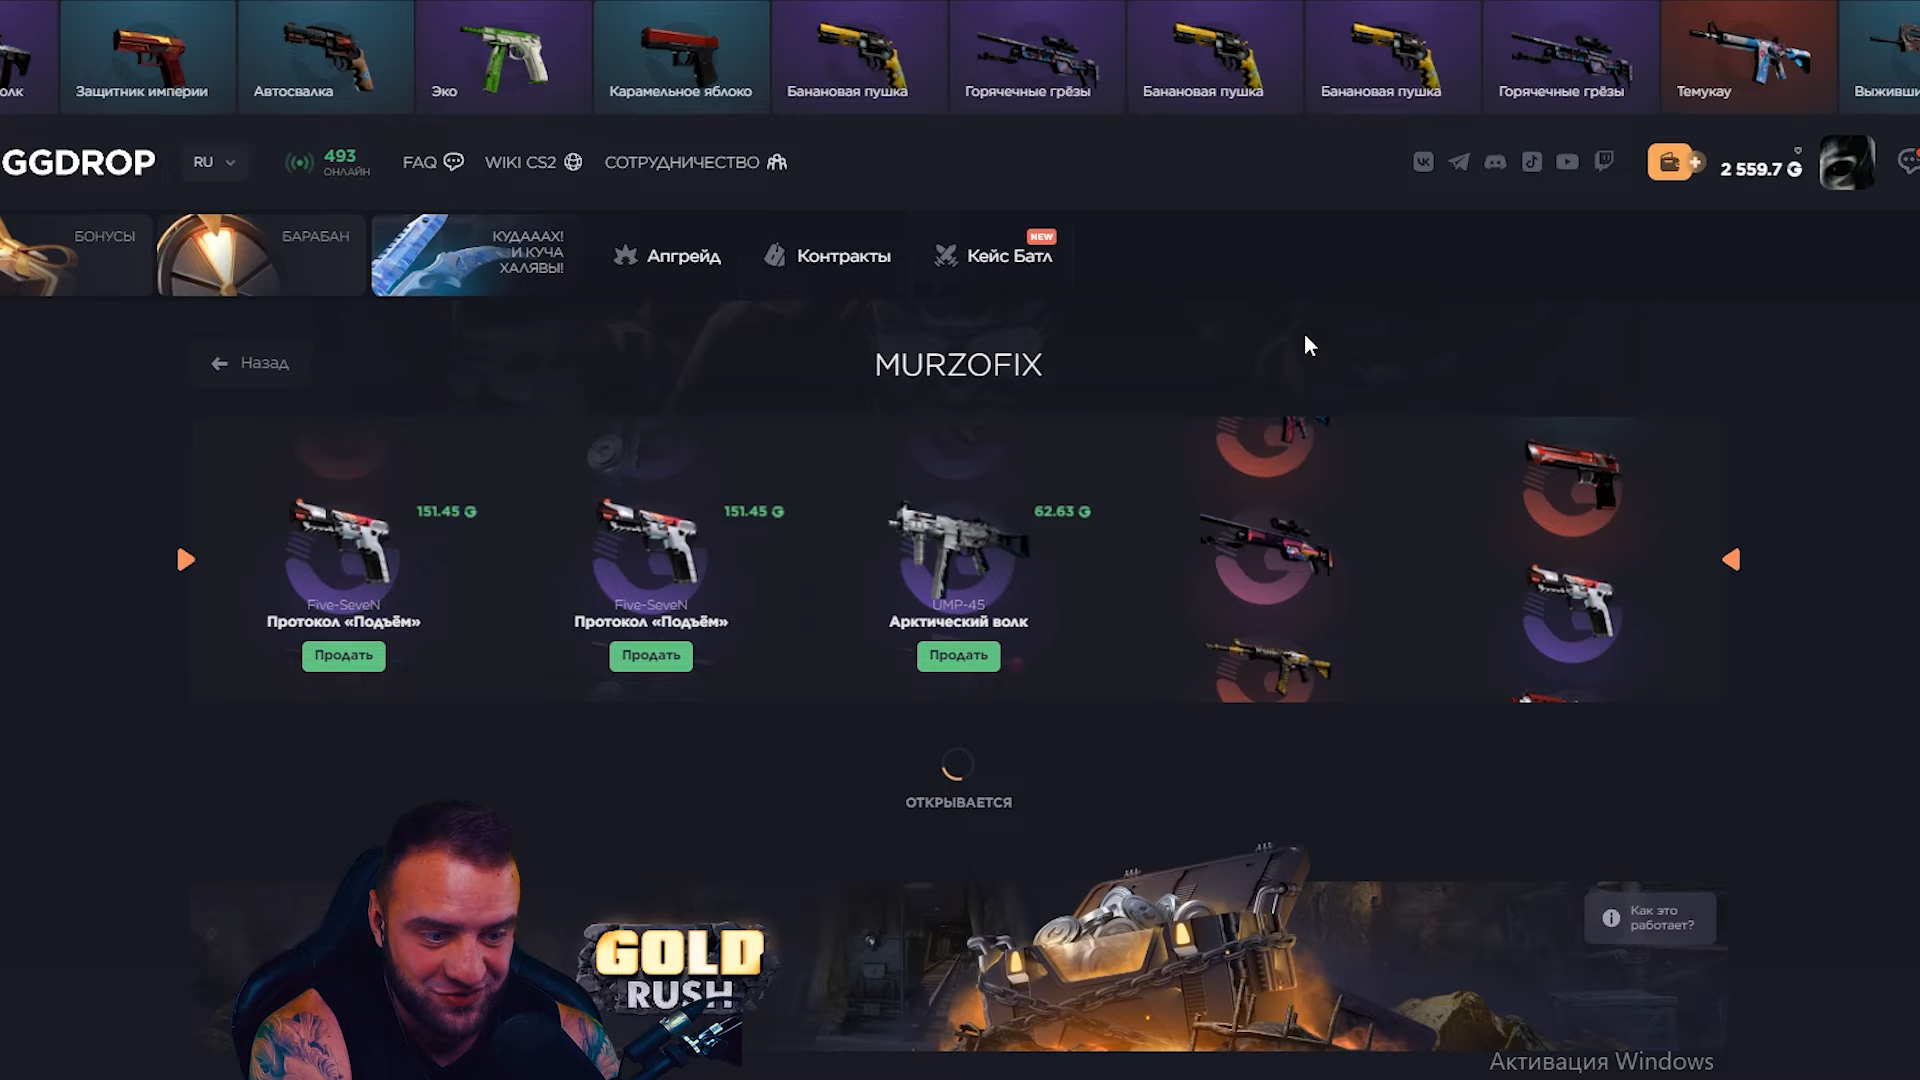 олк
Защитник империи
Автосвалка
Эко
Карамельное яблоко
Банановая пушка
Горячечные грёзы
Банановая пушка
Банановая пушка
Горячечные грёзы
Темукау
GGDROP
RU
493
ОНЛАЙН
FAQ
WIKI CS2
СОТРУДНИЧЕСТВО
2 559.7 G
БОНУСЫ
БАРАБАН
КУДАААХ!
И КУЧА
ХАЛЯВЫ!
Апгрейд
Контракты
NEW
Кейс Батл
Назад
MURZOFIX
151.45 G
151.45 G
62.63 G
Five-SeveN
Протокол «Подъём»
Продать
Five-SeveN
Протокол «Подъём»
Продать
UMP-45
Арктический волк
Продать
ОТКРЫВАЕТСЯ
GOLD
RUSH
Как это
работает?
Активация Windows